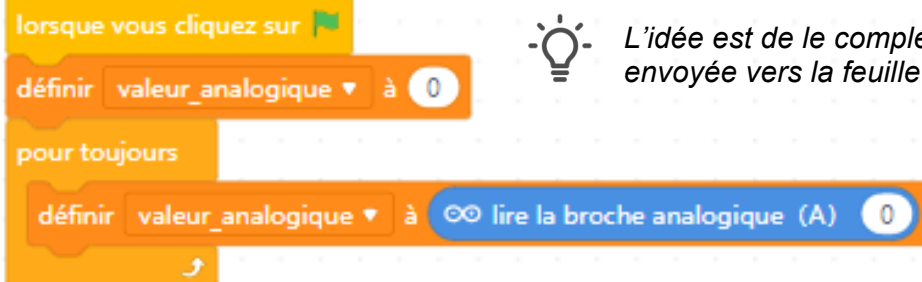 lorsque vous cliquez sur
définir valeur_analogique à 0
pour toujours
définir valeur_analogique à lire la broche analogique (A) 0
L'idée est de le
envoyée vers la feuille